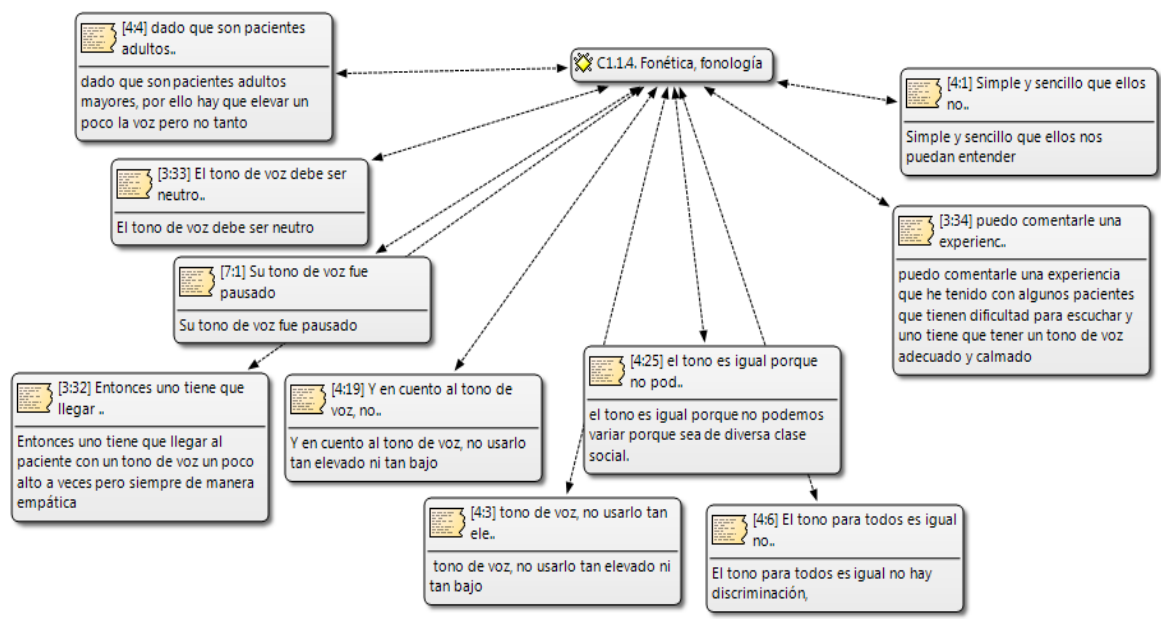 C1.1.4. Fonética, fonología
[4:4] dado que son pacientes
adultos..
dado que son pacientes adultos
mayores, por ello hay que elevar un
poco la voz pero no tanto
[4:1] Simple y sencillo que ellos
no..
Simple y sencillo que ellos nos
puedan entender
[3:33] El tono de voz debe ser
neutro..
El tono de voz debe ser neutro
[3:34] puedo comentarle una
experienc..
puedo comentarle una experiencia
que he tenido con algunos pacientes
que tienen dificultad para escuchar y
uno tiene que tener un tono de voz
adecuado y calmado
[7:1] Su tono de voz fue
pausado
Su tono de voz fue pausado
[3:32] Entonces uno tiene que
llegar ..
Entonces uno tiene que llegar al
paciente con un tono de voz un poco
alto a veces pero siempre de manera
empática
[4:19] Y en cuento al tono de
voz, no..
Y en cuento al tono de voz, no usarlo
tan elevado ni tan bajo
[4:25] el tono es igual porque
no pod..
el tono es igual porque no podemos
variar porque sea de diversa clase
social.
[4:3] tono de voz, no usarlo tan
ele..
tono de voz, no usarlo tan elevado ni
tan bajo
[4:6] El tono para todos es igual
no..
El tono para todos es igual no hay
discriminación,